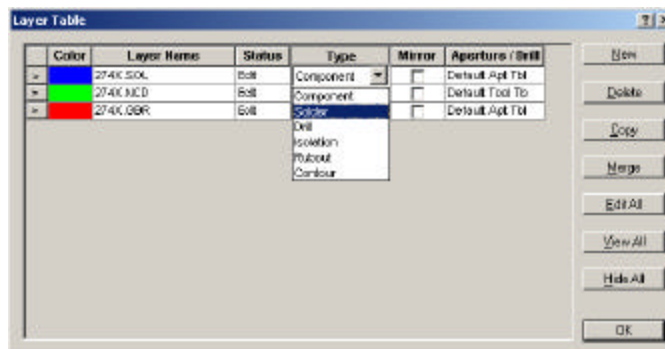 Layer Table
Color Layer Name Status Type Mirror Aperture / Drill
274X.SOL Edit Component Default Apt Tbl
274X.NCD Edit Component Default Tool Tb
274X.GBR Edit Solder Default Apt Tbl
Drill
Isolation
Rubout
Contour
New
Delete
Copy
Merge
Edit All
View All
Hide All
OK